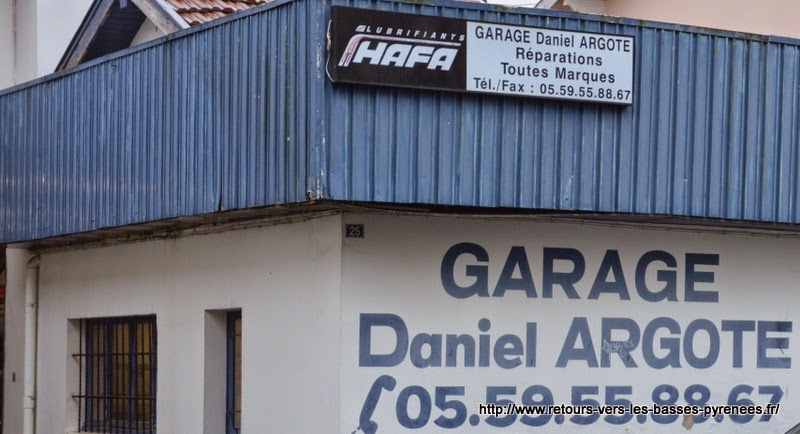 LUBRIFIANTS
HAFA
GARAGE Daniel ARGOTE
Réparations
Toutes Marques
Tél./Fax : 05.59.55.88.67
25
GARAGE
Daniel ARGOTE
05.59.55.88.67
http://www.retours-vers-les-basses-pyrenees.fr/